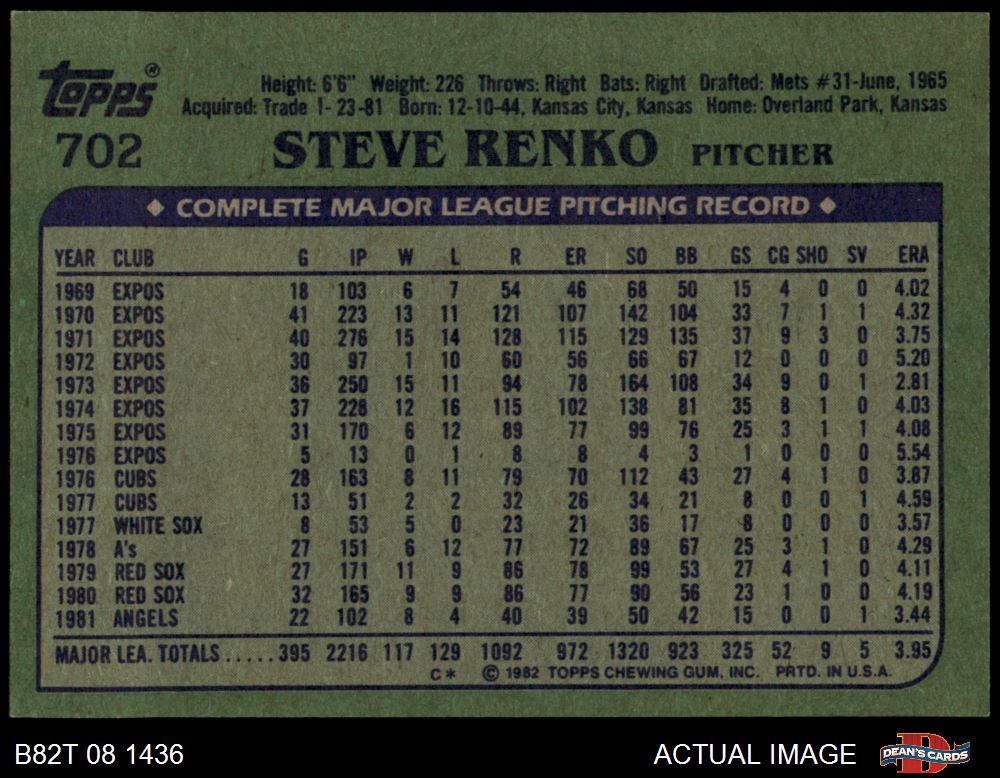 topps®
Height: 6'6" Weight: 226 Throws: Right Bats: Right Drafted: Mets #31-June, 1965
Acquired: Trade 1-23-81 Born: 12-10-44, Kansas City, Kansas Home: Overland Park, Kansas
702 STEVE RENKO PITCHER
◆ COMPLETE MAJOR LEAGUE PITCHING RECORD ◆
YEAR CLUB G IP W L R ER SO BB GS CG SHO SV ERA
1969 EXPOS 18 103 6 7 54 46 68 50 15 4 0 0 4.02
1970 EXPOS 41 223 13 11 121 107 142 104 33 7 1 1 4.32
1971 EXPOS 40 276 15 14 128 115 129 135 37 9 3 0 3.75
1972 EXPOS 30 97 1 10 60 56 66 67 12 0 0 0 5.20
1973 EXPOS 36 250 15 11 94 78 164 108 34 9 0 1 2.81
1974 EXPOS 37 228 12 16 115 102 138 81 35 8 1 0 4.03
1975 EXPOS 31 170 6 12 89 77 99 76 25 3 1 1 4.08
1976 EXPOS 5 13 0 1 8 8 4 3 1 0 0 0 5.54
1976 CUBS 28 163 8 11 79 70 112 43 27 4 1 0 3.87
1977 CUBS 13 51 2 2 32 26 34 21 8 0 0 1 4.59
1977 WHITE SOX 8 53 5 0 23 21 36 17 8 0 0 0 3.57
1978 A's 27 151 6 12 77 72 89 67 25 3 1 0 4.29
1979 RED SOX 27 171 11 9 86 78 99 53 27 4 1 0 4.11
1980 RED SOX 32 165 9 9 86 77 90 56 23 1 0 0 4.19
1981 ANGELS 22 102 8 4 40 39 50 42 15 0 0 1 3.44
MAJOR LEA. TOTALS.....395 2216 117 129 1092 972 1320 923 325 52 9 5 3.95
C* © 1982 TOPPS CHEWING GUM, INC. PRTD. IN U.S.A.
B82T 08 1436 ACTUAL IMAGE DEAN'S CARDS